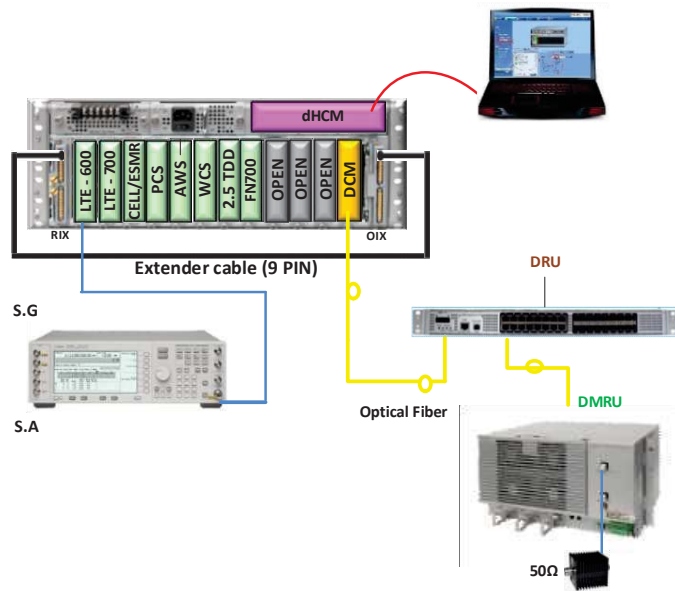 dHCM
LTE - 600
LTE - 700
CELL/ESMR
PCS
AWS
WCS
2.5 TDD
FN700
OPEN
OPEN
OPEN
DCM
RIX
OIX
Extender cable (9 PIN)
DRU
S.G
Optical Fiber
DMRU
S.A
50Ω